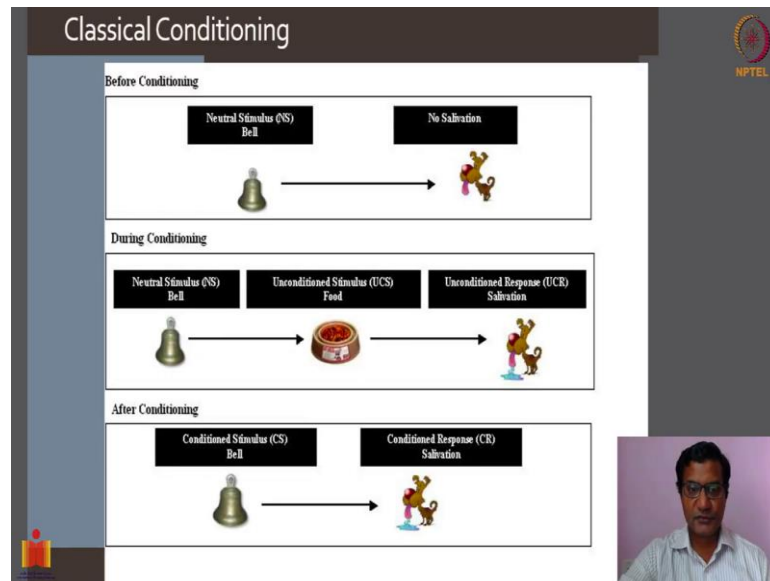 Classical Conditioning
NPTEL
Before Conditioning
Neutral Stimulus (NS)
Bell
No Salivation
During Conditioning
Neutral Stimulus (NS)
Bell
Unconditioned Stimulus (UCS)
Food
Unconditioned Response (UCR)
Salivation
After Conditioning
Conditioned Stimulus (CS)
Bell
Conditioned Response (CR)
Salivation